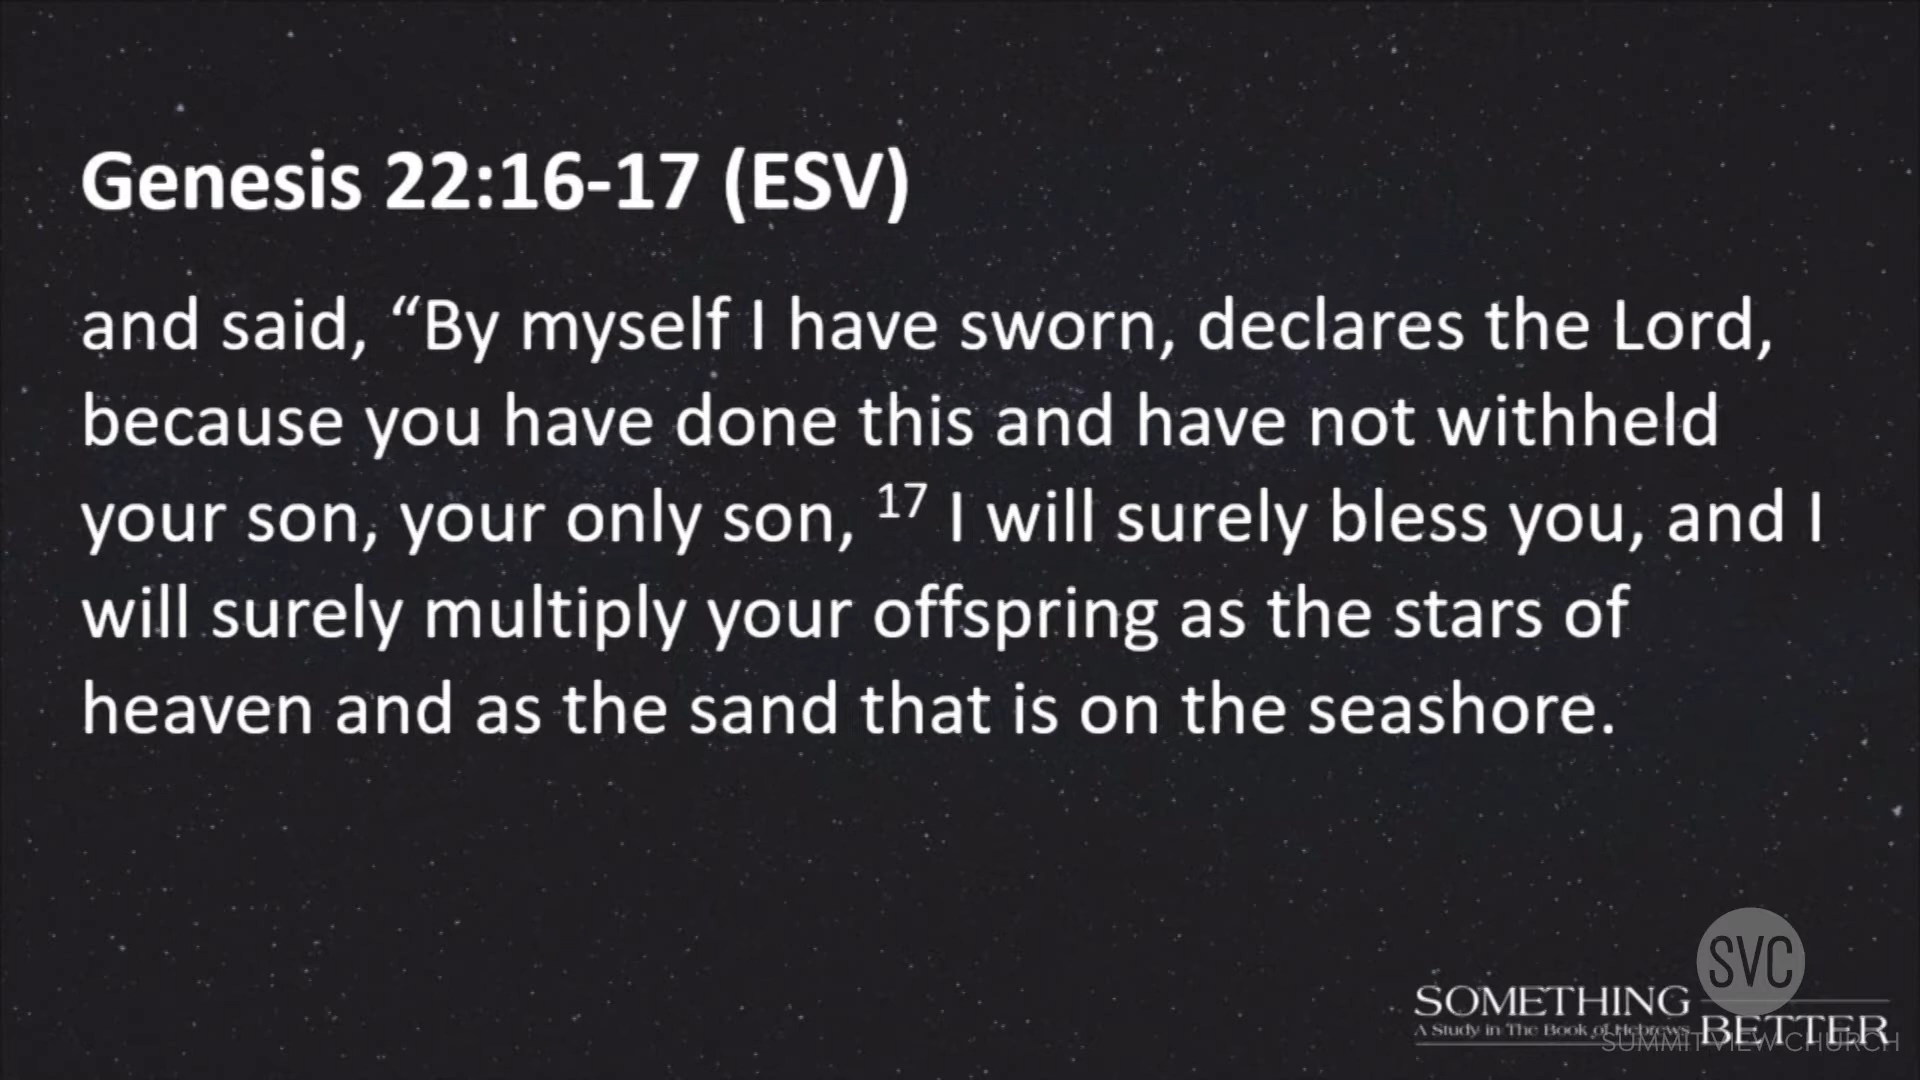 Genesis 22:16-17 (ESV)
and said, “By myself I have sworn, declares the Lord,
because you have done this and have not withheld
your son, your only son, 17 I will surely bless you, and I
will surely multiply your offspring as the stars of
heaven and as the sand that is on the seashore.
SVC
SOMETHING
A Study in The Book of Hebrews BETTER
SUMMIT VIEW CHURCH